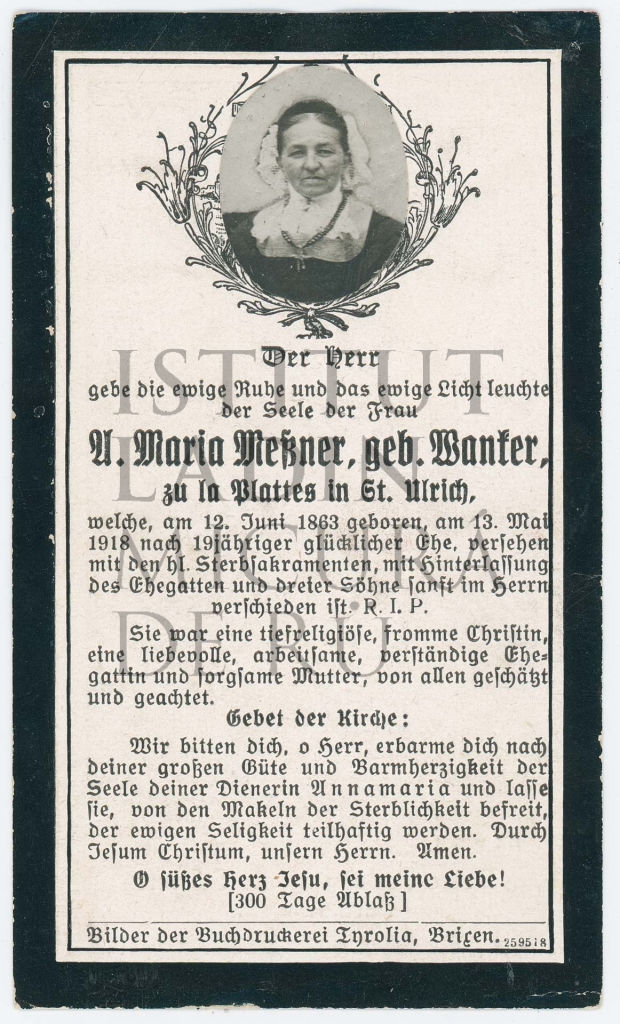 Der Herr
gebe die ewige Ruhe und das ewige Licht leuchte
der Seele der Frau
A. Maria Meßner, geb. Wanker,
zu la Plattes in St. Ulrich,
welche, am 12. Juni 1863 geboren, am 13. Mai
1918 nach 19jähriger glücklicher Ehe, versehen
mit den hl. Sterbsakramenten, mit Hinterlassung
des Ehegatten und dreier Söhne sanft im Herrn
verschieden ist. R. I. P.
Sie war eine tiefreligiöse, fromme Christin,
eine liebevolle, arbeitsame, verständige Ehe=
gattin und sorgsame Mutter, von allen geschätzt
und geachtet.
Gebet der Kirche:
Wir bitten dich, o Herr, erbarme dich nach
deiner großen Güte und Barmherzigkeit der
Seele deiner Dienerin Annamaria und lasse
sie, von den Makeln der Sterblichkeit befreit,
der ewigen Seligkeit teilhaftig werden. Durch
Jesum Christum, unsern Herrn. Amen.
O süßes Herz Jesu, sei meine Liebe!
[300 Tage Ablaß]
Bilder der Buchdruckerei Tyrolia, Brixen. 259518
ISTITUT
LADIN
MICURÁ
DE RÜ